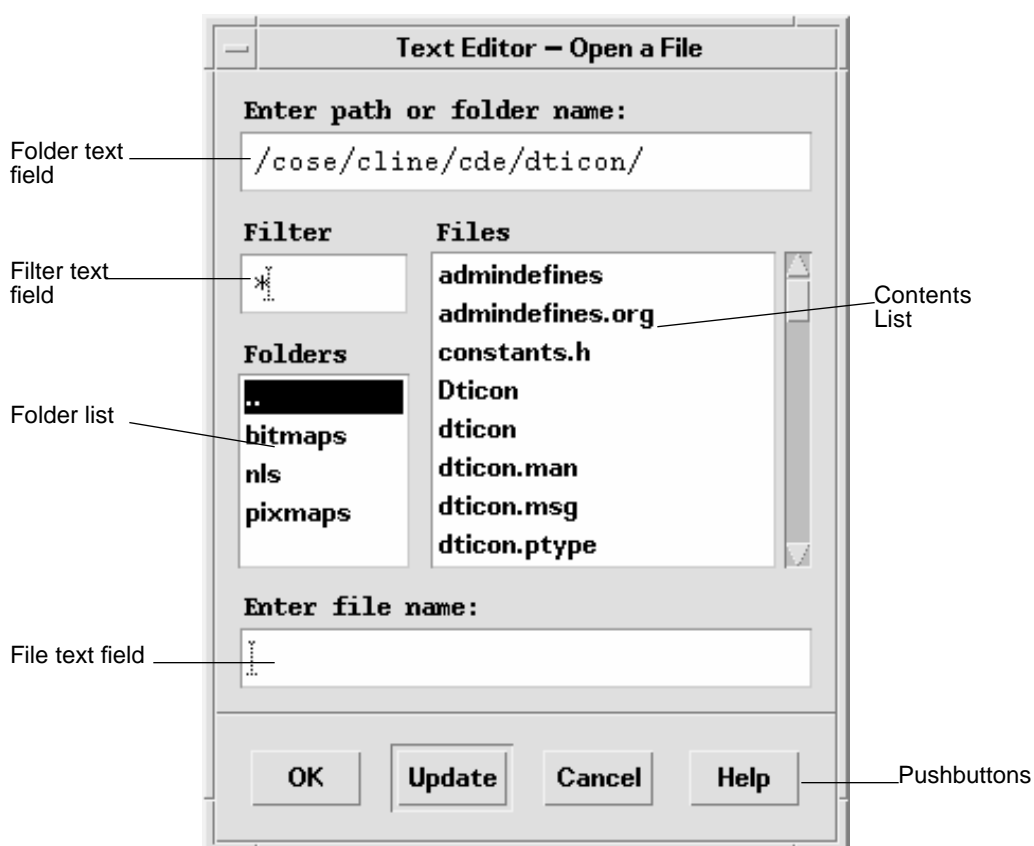 Text Editor – Open a File
Enter path or folder name:
Folder text
field
/cose/cline/cde/dticon/
Filter
Files
Filter text
field
*
admindefines
admindefines.org
constants.h
Dticon
dticon
dticon.man
dticon.msg
dticon.ptype
Contents
List
Folders
Folder list
..
bitmaps
nls
pixmaps
Enter file name:
File text field
OK
Update
Cancel
Help
Pushbuttons